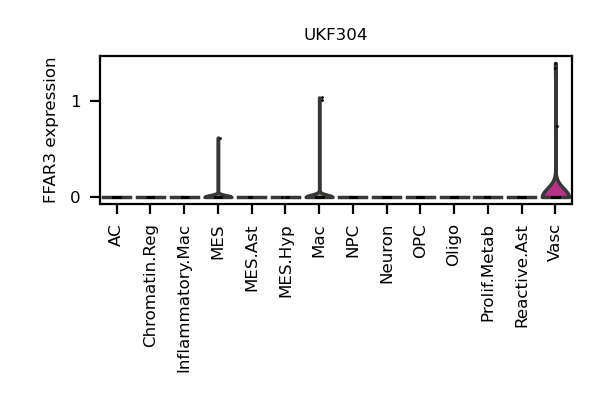 UKF304
FFAR3 expression
1
0
AC
Chromatin.Reg
Inflammatory.Mac
MES
MES.Ast
MES.Hyp
Mac
NPC
Neuron
OPC
Oligo
Prolif.Metab
Reactive.Ast
Vasc